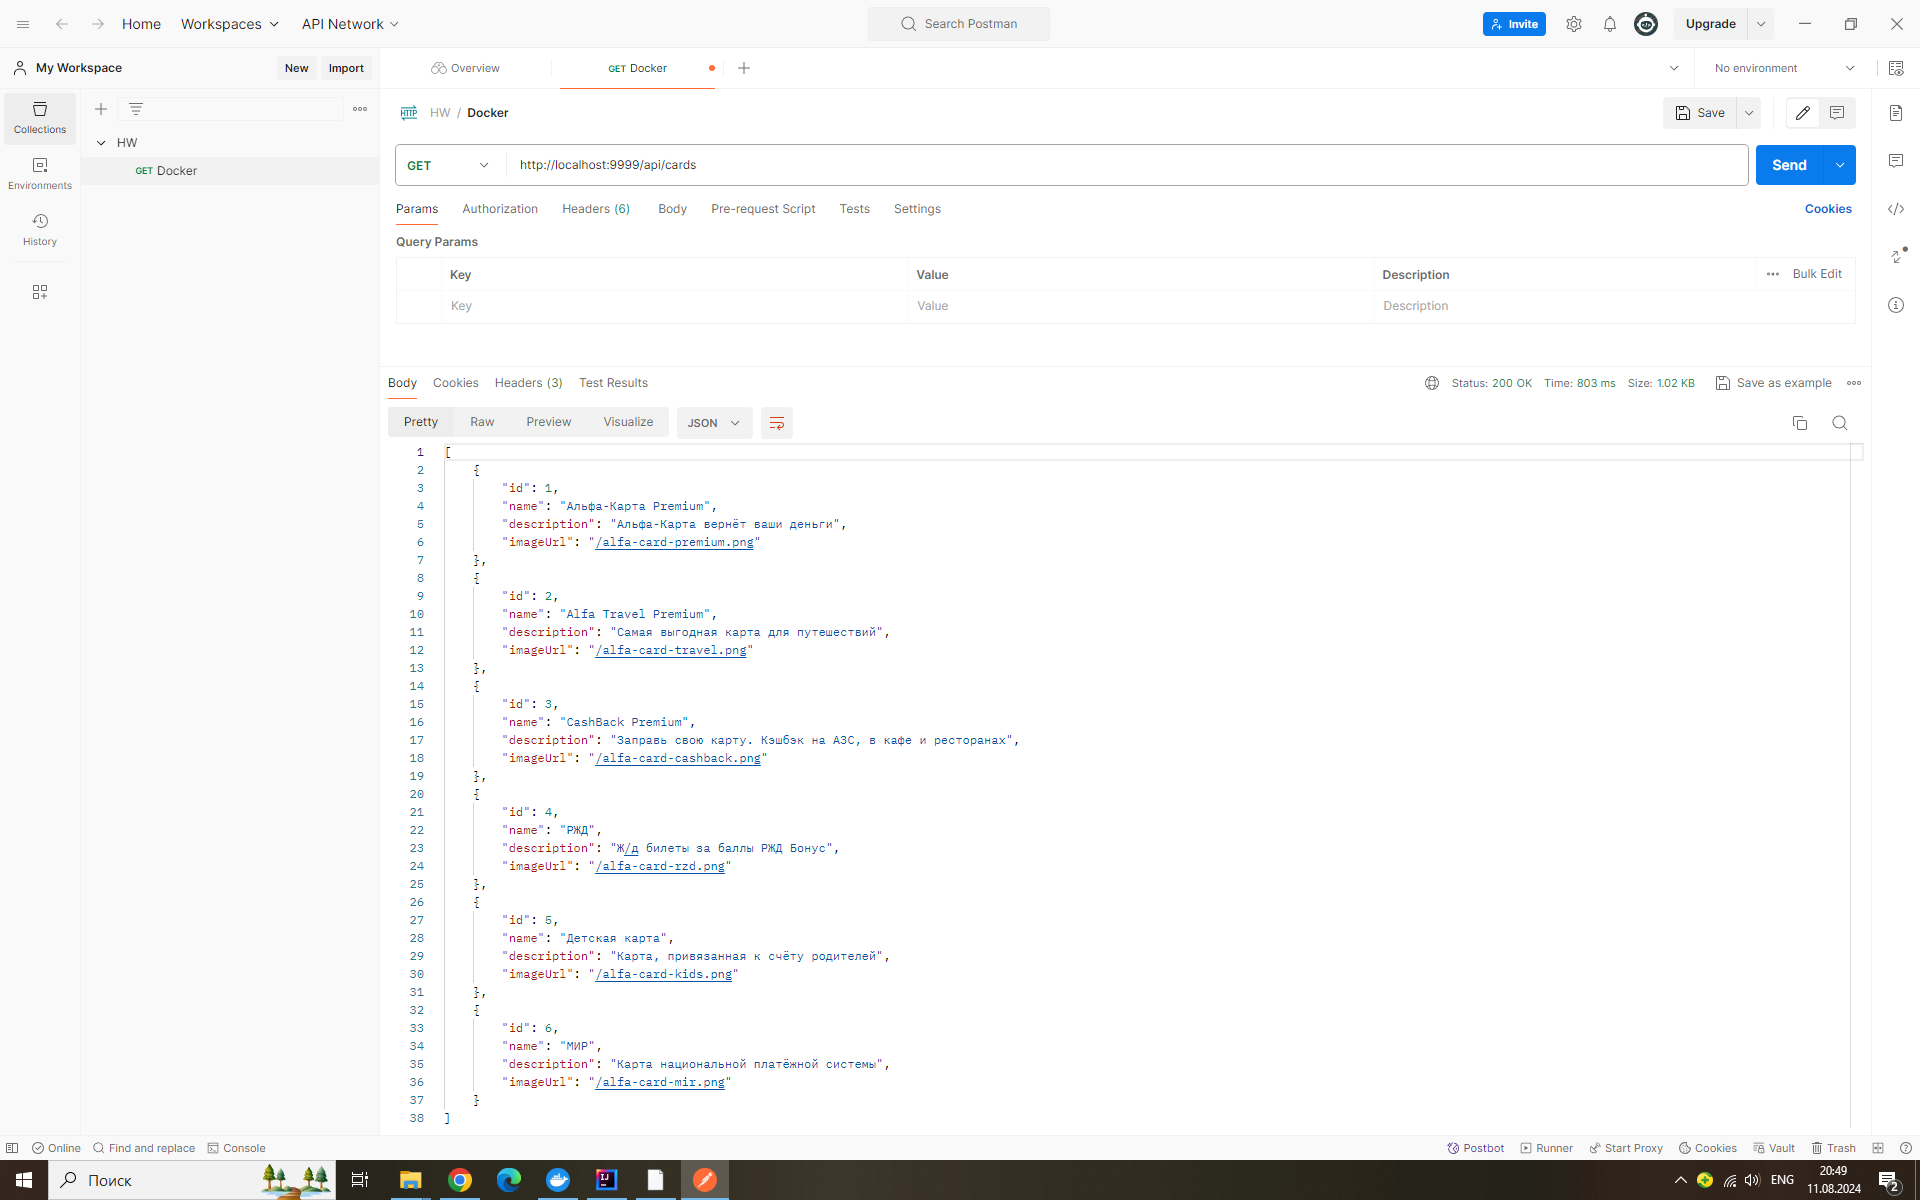 Home
Workspaces
API Network
Search Postman
Invite
Upgrade
My Workspace
New
Import
Overview
GET Docker
No environment
Collections
Environments
History
HW
GET Docker
HTTP
HW / Docker
Save
GET
http://localhost:9999/api/cards
Send
Params
Authorization
Headers (6)
Body
Pre-request Script
Tests
Settings
Cookies
Query Params
Key
Value
Description
Bulk Edit
Key
Value
Description
Body
Cookies
Headers (3)
Test Results
Status: 200 OK
Time: 803 ms
Size: 1.02 KB
Save as example
Pretty
Raw
Preview
Visualize
JSON
1 [
2 {
3 "id": 1,
4 "name": "Альфа-Карта Premium",
5 "description": "Альфа-Карта вернёт ваши деньги",
6 "imageUrl": "/alfa-card-premium.png"
7 },
8 {
9 "id": 2,
10 "name": "Alfa Travel Premium",
11 "description": "Самая выгодная карта для путешествий",
12 "imageUrl": "/alfa-card-travel.png"
13 },
14 {
15 "id": 3,
16 "name": "CashBack Premium",
17 "description": "Заправь свою карту. Кэшбэк на АЗС, в кафе и ресторанах",
18 "imageUrl": "/alfa-card-cashback.png"
19 },
20 {
21 "id": 4,
22 "name": "РЖД",
23 "description": "Ж/д билеты за баллы РЖД Бонус",
24 "imageUrl": "/alfa-card-rzd.png"
25 },
26 {
27 "id": 5,
28 "name": "Детская карта",
29 "description": "Карта, привязанная к счёту родителей",
30 "imageUrl": "/alfa-card-kids.png"
31 },
32 {
33 "id": 6,
34 "name": "МИР",
35 "description": "Карта национальной платёжной системы",
36 "imageUrl": "/alfa-card-mir.png"
37 }
38 ]
Online
Find and replace
Console
Postbot
Runner
Start Proxy
Cookies
Vault
Trash
Поиск
ENG
20:49
11.08.2024
2